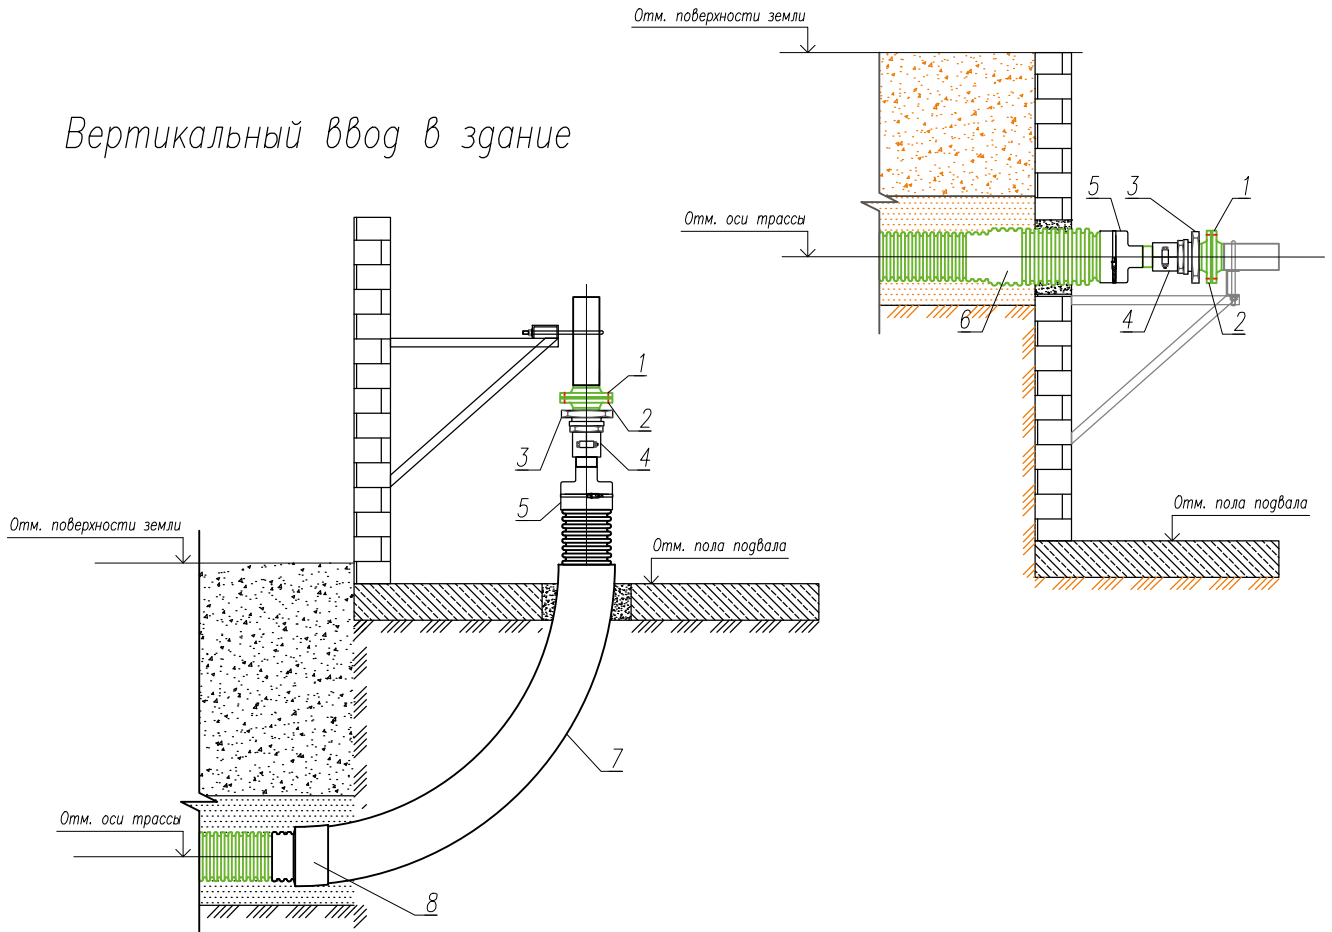 Отм. поверхности земли
Вертикальный ввод в здание
5 3 1
Отм. оси трассы
6 4 2
1
2
3 4
5
Отм. пола подвала
Отм. поверхности земли
Отм. пола подвала
7
Отм. оси трассы
8